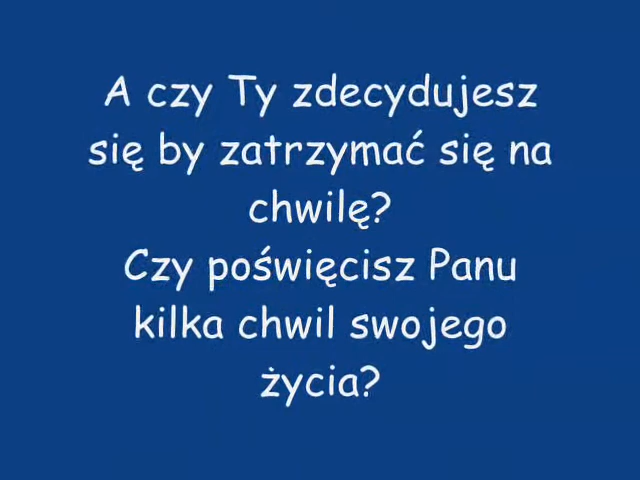 A czy Ty zdecydujesz
się by zatrzymać się na
chwilę?
Czy poświęcisz Panu
kilka chwil swojego
życia?